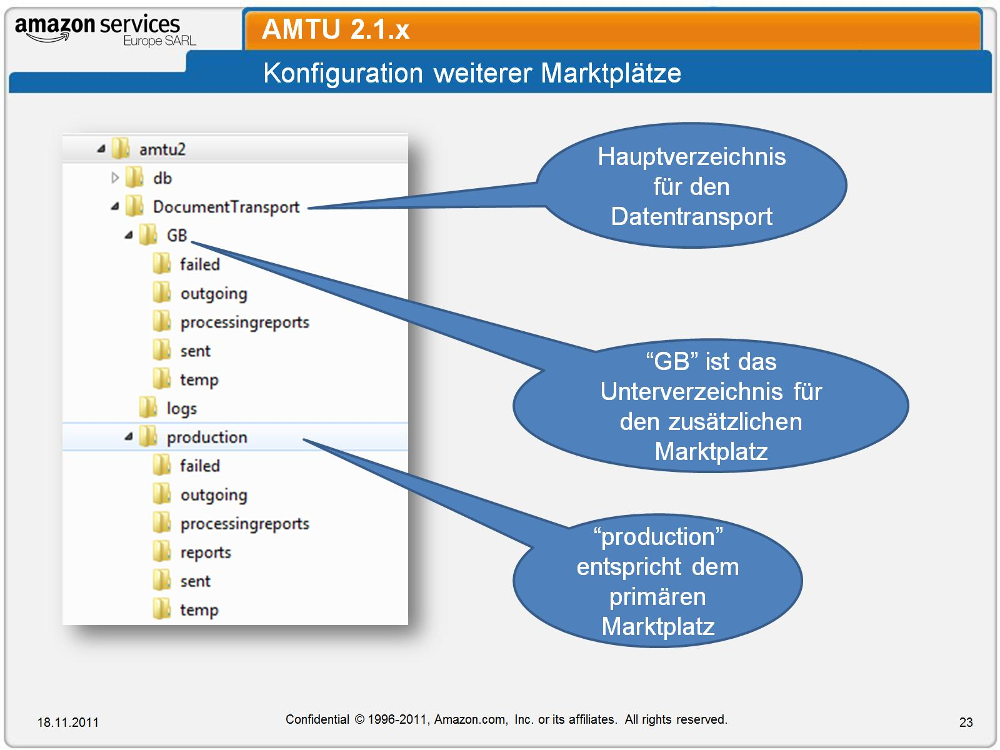 amazon services
Europe SARL
AMTU 2.1.x
Konfiguration weiterer Marktplätze
amtu2
db
DocumentTransport
GB
failed
outgoing
processingreports
sent
temp
logs
production
failed
outgoing
processingreports
reports
sent
temp
Hauptverzeichnis
für den
Datentransport
“GB” ist das
Unterverzeichnis für
den zusätzlichen
Marktplatz
“production”
entspricht dem
primären
Marktplatz
18.11.2011
Confidential © 1996-2011, Amazon.com, Inc. or its affiliates. All rights reserved.
23